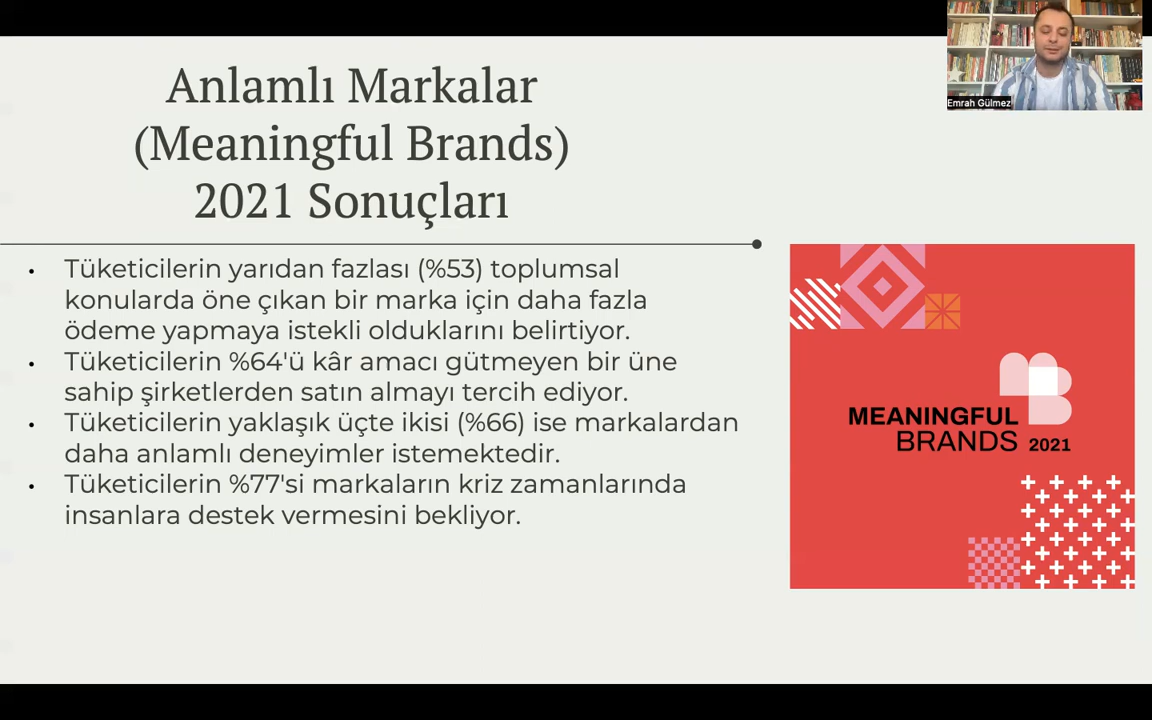 Anlamlı Markalar
(Meaningful Brands)
2021 Sonuçları
Emrah Gülmez
• Tüketicilerin yarıdan fazlası (%53) toplumsal
konularda öne çıkan bir marka için daha fazla
ödeme yapmaya istekli olduklarını belirtiyor.
• Tüketicilerin %64'ü kâr amacı gütmeyen bir üne
sahip şirketlerden satın almayı tercih ediyor.
• Tüketicilerin yaklaşık üçte ikisi (%66) ise markalardan
daha anlamlı deneyimler istemektedir.
• Tüketicilerin %77'si markaların kriz zamanlarında
insanlara destek vermesini bekliyor.
MEANINGFUL
BRANDS 2021